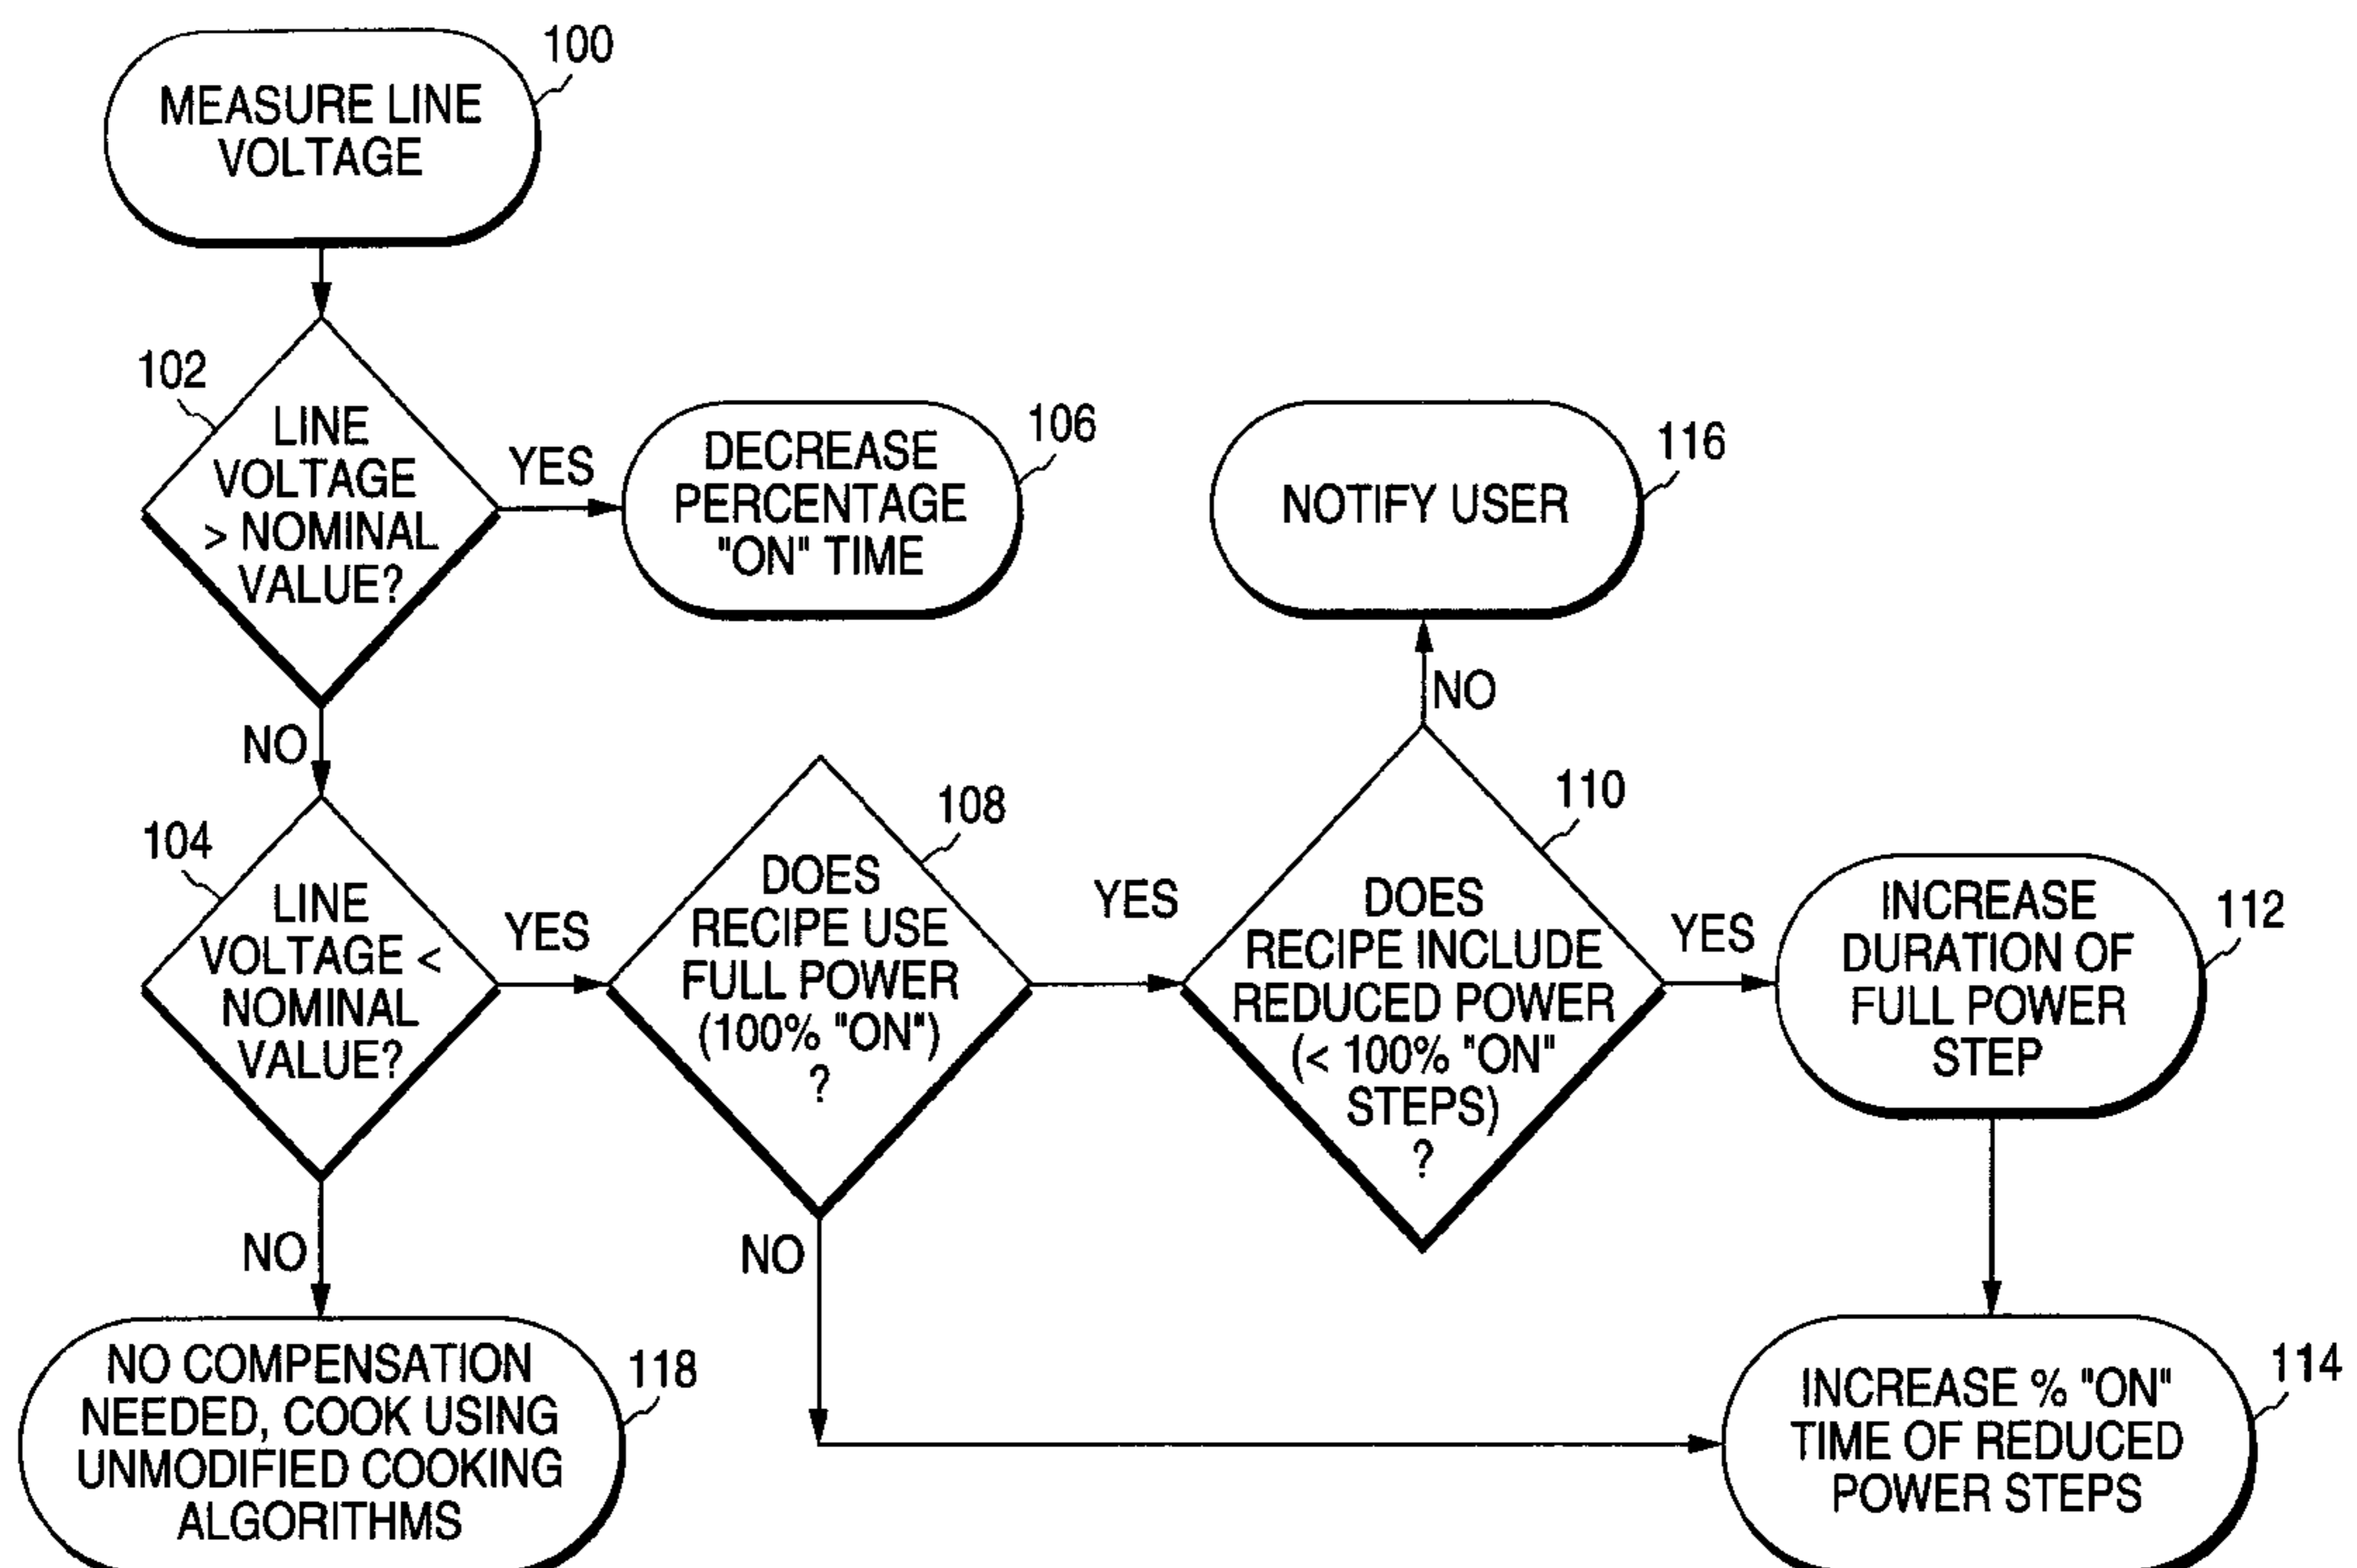 100
MEASURE LINE
VOLTAGE
102
LINE
VOLTAGE
> NOMINAL
VALUE?
YES
DECREASE
PERCENTAGE
"ON" TIME
106
NOTIFY USER
116
NO
NO
104
LINE
VOLTAGE <
NOMINAL
VALUE?
YES
108
DOES
RECIPE USE
FULL POWER
(100% "ON")
?
YES
110
DOES
RECIPE INCLUDE
REDUCED POWER
(< 100% "ON"
STEPS)
?
YES
INCREASE
DURATION OF
FULL POWER
STEP
112
NO
NO
NO COMPENSATION
NEEDED, COOK USING
UNMODIFIED COOKING
ALGORITHMS
118
INCREASE % "ON"
TIME OF REDUCED
POWER STEPS
114